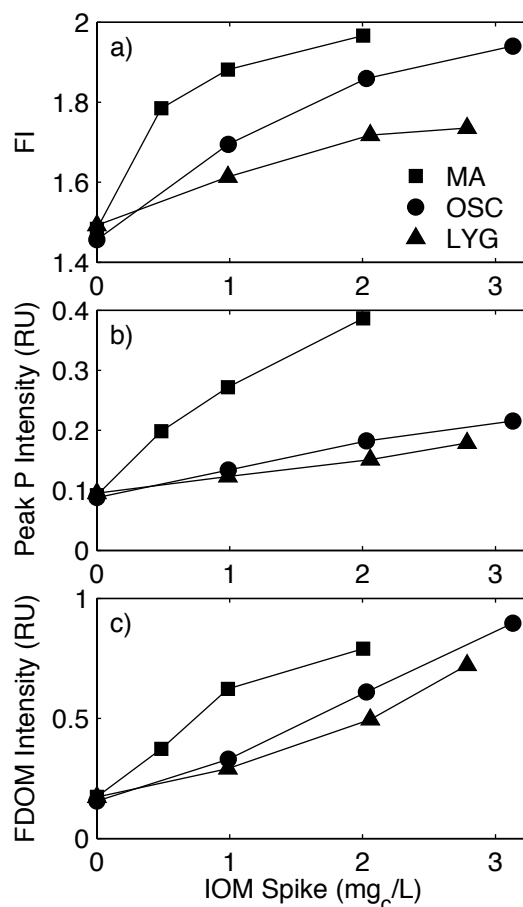 a)
2
1.8
1.6
1.4
FI
0 1 2 3
MA
OSC
LYG
b)
0.4
0.3
0.2
0.1
0
Peak P Intensity (RU)
0 1 2 3
c)
1
0.5
0
FDOM Intensity (RU)
0 1 2 3
IOM Spike (mgc/L)